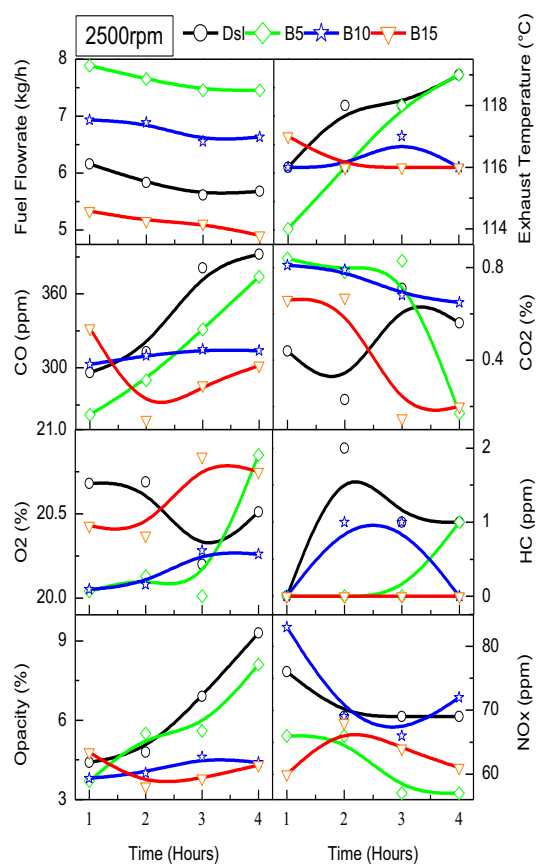 2500rpm Dsl B5 B10 B15
Fuel Flowrate (kg/h)
8
7
6
5
Exhaust Temperature (°C)
118
116
114
CO (ppm)
360
300
CO2 (%)
0.8
0.4
O2 (%)
21.0
20.5
20.0
HC (ppm)
2
1
0
Opacity (%)
9
6
3
NOx (ppm)
80
70
60
1 2 3 4 1 2 3 4
Time (Hours) Time (Hours)